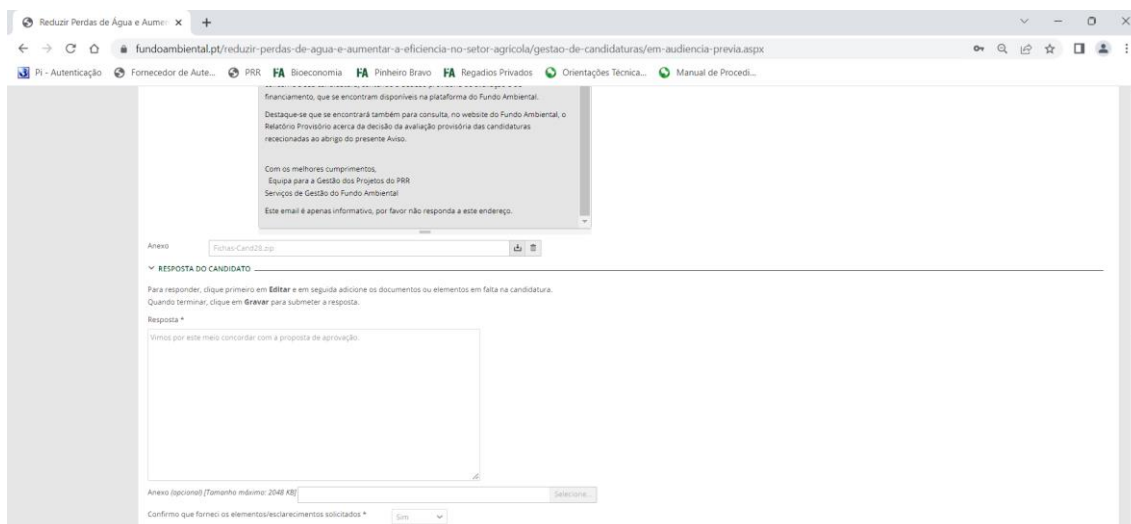 Reduzir Perdas de Água e Aumen
fundoambiental.pt/reduzir-perdas-de-agua-e-aumentar-a-eficiencia-no-setor-agricola/gestao-de-candidaturas/em-audiencia-previa.aspx
Pi - Autenticação Fornecedor de Aute... PRR FA Bioeconomia FA Pinheiro Bravo FA Regadios Privados Orientações Técnica... Manual de Procedi...
financiamento, que se encontram disponíveis na plataforma do Fundo Ambiental.
Destaque-se que se encontrará também para consulta, no website do Fundo Ambiental, o
Relatório Provisório acerca da decisão da avaliação provisória das candidaturas
rececionadas ao abrigo do presente Aviso.
Com os melhores cumprimentos,
Equipa para a Gestão dos Projetos do PRR
Serviços de Gestão do Fundo Ambiental
Este email é apenas informativo, por favor não responda a este endereço.
Anexo Fichas-Cand28.zip
RESPOSTA DO CANDIDATO
Para responder, clique primeiro em Editar e em seguida adicione os documentos ou elementos em falta na candidatura.
Quando terminar, clique em Gravar para submeter a resposta.
Resposta *
Vimos por este meio concordar com a proposta de aprovação.
Anexo (opcional) [Tamanho máximo: 2048 KB] Selecione...
Confirmo que forneci os elementos/esclarecimentos solicitados * Sim